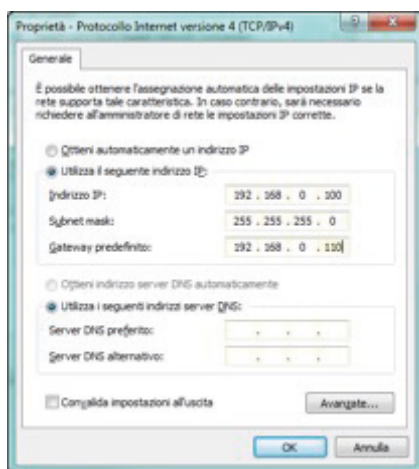 Proprietà - Protocollo Internet versione 4 (TCP/IPv4)
Generale
È possibile ottenere l'assegnazione automatica delle impostazioni IP se la
rete supporta tale caratteristica. In caso contrario, sarà necessario
richiedere all'amministratore di rete le impostazioni IP corrette.
Ottieni automaticamente un indirizzo IP
Utilizza il seguente indirizzo IP:
Indirizzo IP: 192 . 168 . 0 . 100
Subnet mask: 255 . 255 . 255 . 0
Gateway predefinito: 192 . 168 . 0 . 110
Ottieni indirizzo server DNS automaticamente
Utilizza i seguenti indirizzi server DNS:
Server DNS preferito: . . .
Server DNS alternativo: . . .
Convalida impostazioni all'uscita
Avanzate...
OK Annulla